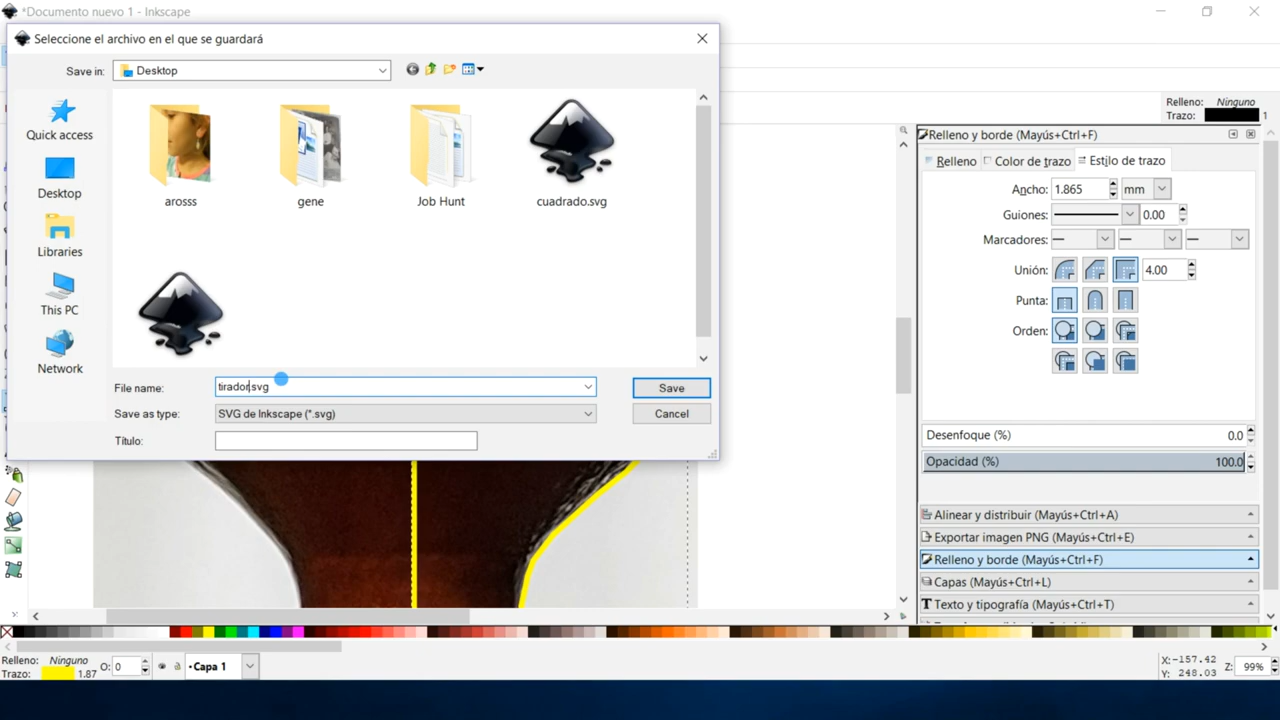 *Documento nuevo 1 - Inkscape
Seleccione el archivo en el que se guardará
Save in: Desktop
Quick access
Desktop
Libraries
This PC
Network
arosss
gene
Job Hunt
cuadrado.svg
File name: tirador.svg
Save
Save as type: SVG de Inkscape (*.svg)
Cancel
Título:
Relleno: Ninguno
Trazo: 1
Relleno y borde (Mayús+Ctrl+F)
Relleno Color de trazo Estilo de trazo
Ancho: 1.865 mm
Guiones: 0.00
Marcadores:
Unión: 4.00
Punta:
Orden:
Desenfoque (%) 0.0
Opacidad (%) 100.0
Alinear y distribuir (Mayús+Ctrl+A)
Exportar imagen PNG (Mayús+Ctrl+E)
Relleno y borde (Mayús+Ctrl+F)
Capas (Mayús+Ctrl+L)
Texto y tipografía (Mayús+Ctrl+T)
Relleno: Ninguno
Trazo: 1.87
O: 0
•Capa 1
X: -157.42
Y: 248.03
Z: 99%